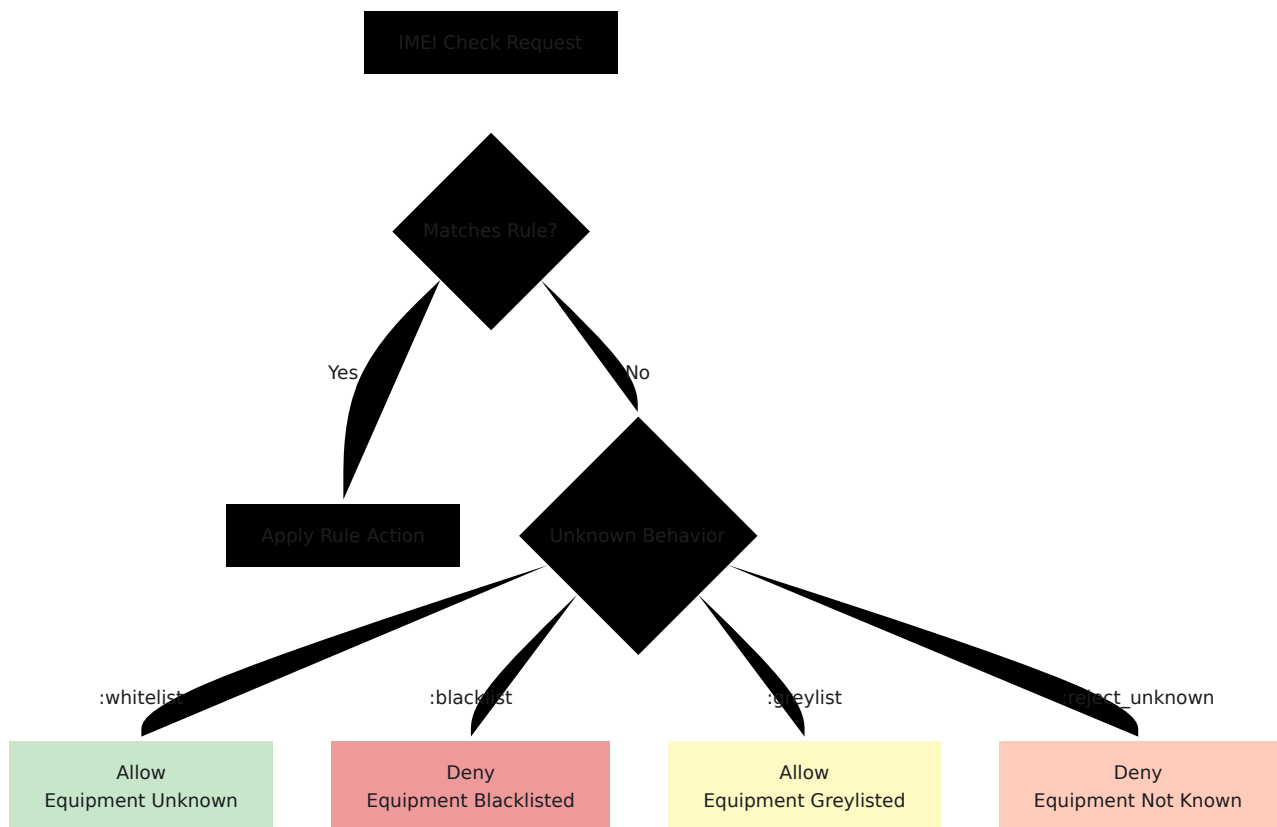 IMEI Check Request
Matches Rule?
Yes
No
Apply Rule Action
Unknown Behavior
:whitelist
:blacklist
:greylist
:reject_unknown
Allow
Equipment Unknown
Deny
Equipment Blacklisted
Allow
Equipment Greylisted
Deny
Equipment Not Known